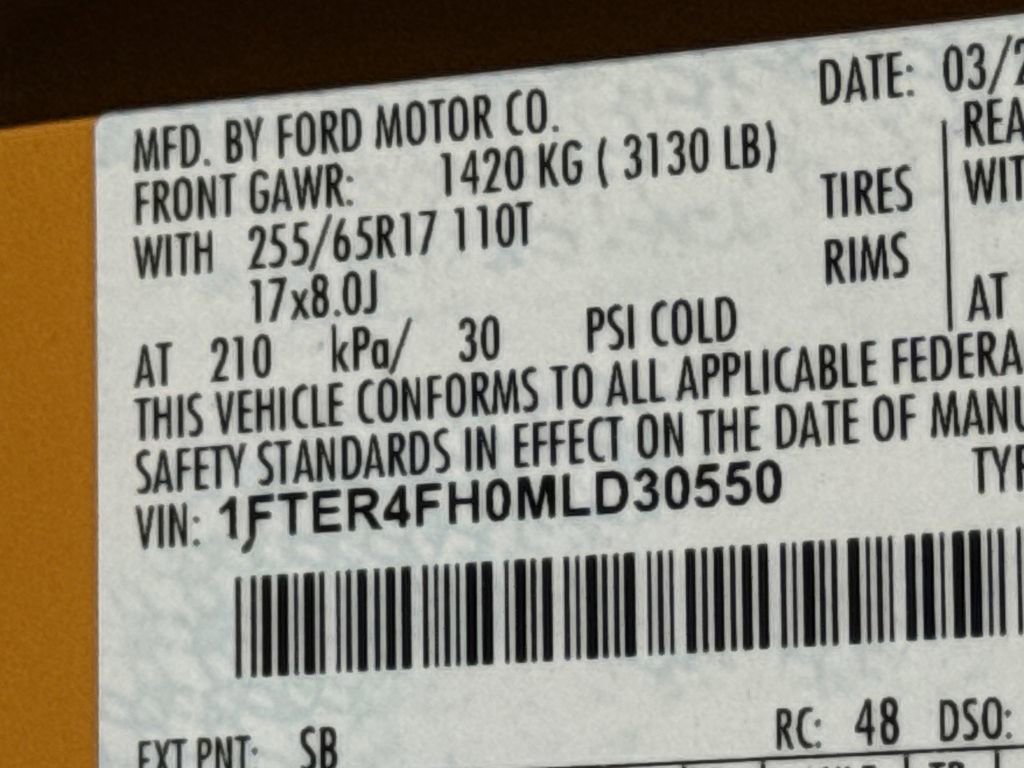 MFD. BY FORD MOTOR CO. DATE: 03/2
FRONT GAWR: 1420 KG ( 3130 LB) REA
WITH 255/65R17 110T TIRES WIT
17x8.0J RIMS
AT 210 kPa/ 30 PSI COLD AT
THIS VEHICLE CONFORMS TO ALL APPLICABLE FEDERA
SAFETY STANDARDS IN EFFECT ON THE DATE OF MANU
VIN: 1FTER4FH0MLD30550 TYP
EXT PNT: SB RC: 48 DSO: